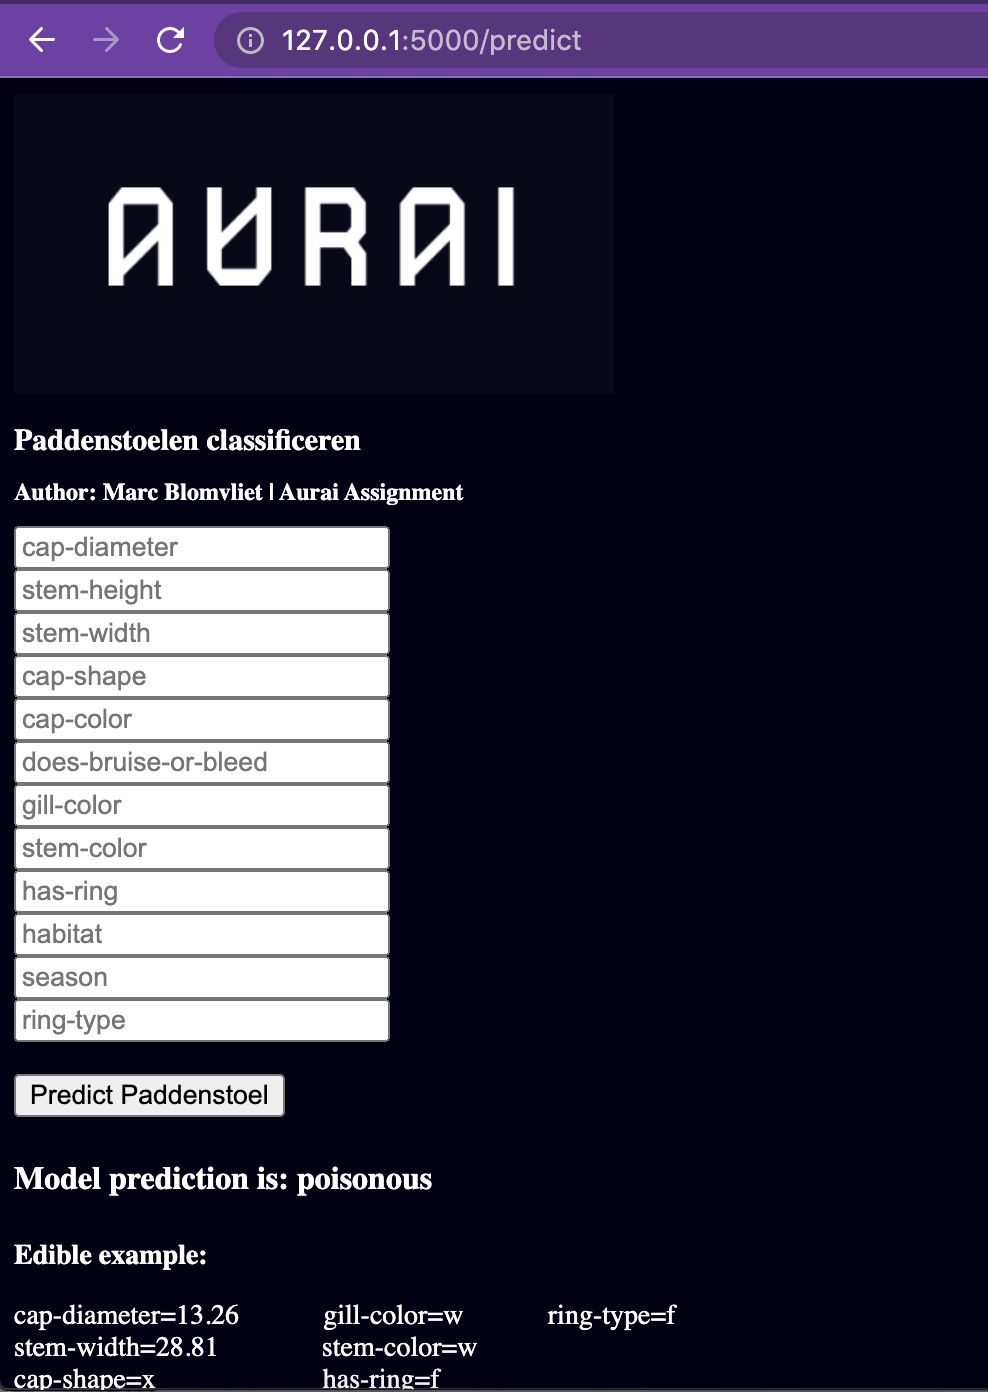 127.0.0.1:5000/predict
AURAI
Paddenstoelen classificeren
Author: Marc Blomvliet | Aurai Assignment
cap-diameter
stem-height
stem-width
cap-shape
cap-color
does-bruise-or-bleed
gill-color
stem-color
has-ring
habitat
season
ring-type
Predict Paddenstoel
Model prediction is: poisonous
Edible example:
cap-diameter=13.26 gill-color=w ring-type=f
stem-width=28.81 stem-color=w
cap-shape=x has-ring=f